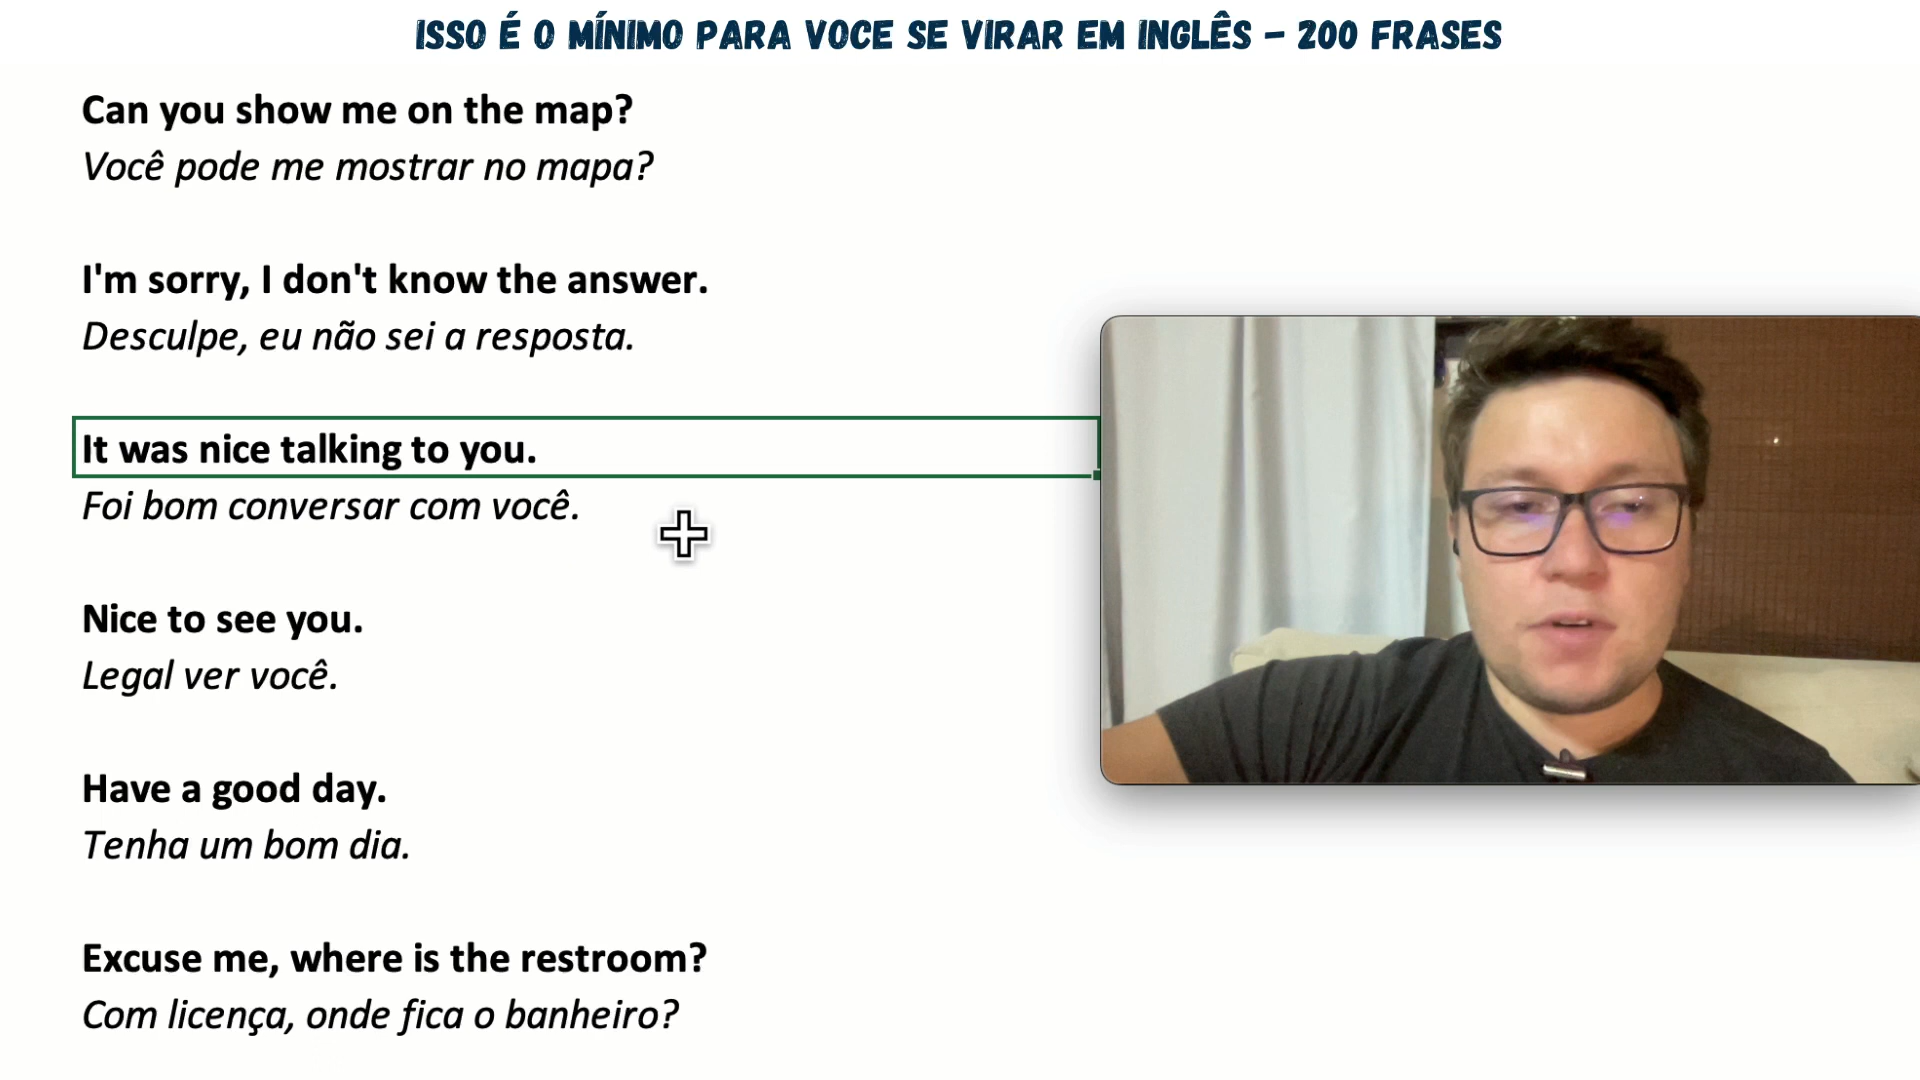 ISSO É O MÍNIMO PARA VOCE SE VIRAR EM INGLÊS – 200 FRASES
Can you show me on the map?
Você pode me mostrar no mapa?
I'm sorry, I don't know the answer.
Desculpe, eu não sei a resposta.
It was nice talking to you.
Foi bom conversar com você.
Nice to see you.
Legal ver você.
Have a good day.
Tenha um bom dia.
Excuse me, where is the restroom?
Com licença, onde fica o banheiro?